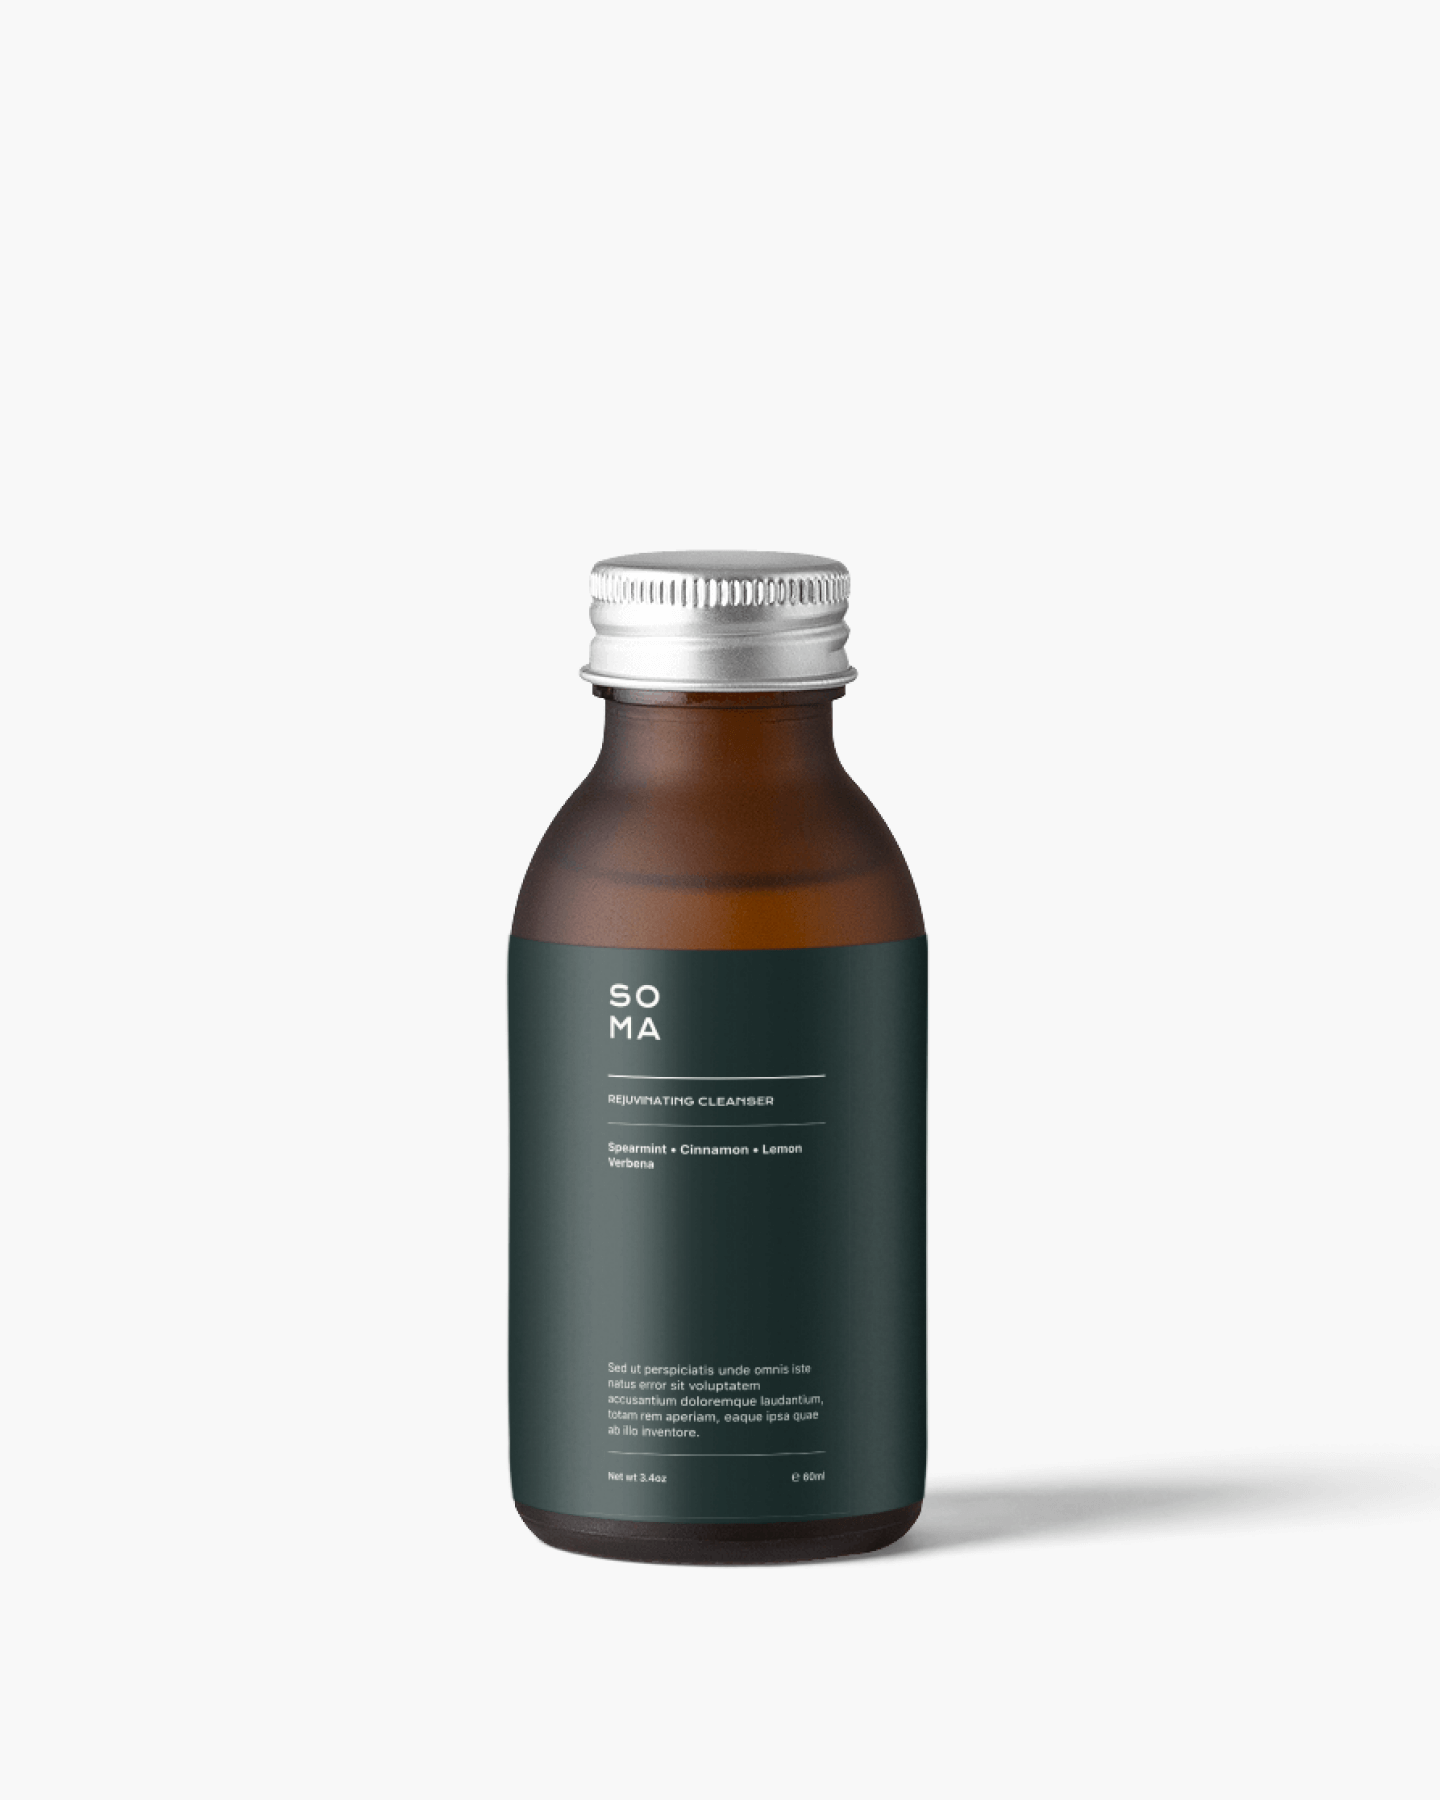 SO
MA
REJUVINATING CLEANSER
Spearmint • Cinnamon • Lemon
Verbena
Sed ut perspiciatis unde omnis iste
natus error sit voluptatem
accusantium doloremque laudantium,
totam rem aperiam, eaque ipsa quae
ab illo inventore.
Net wt 3.4oz ℮ 60ml